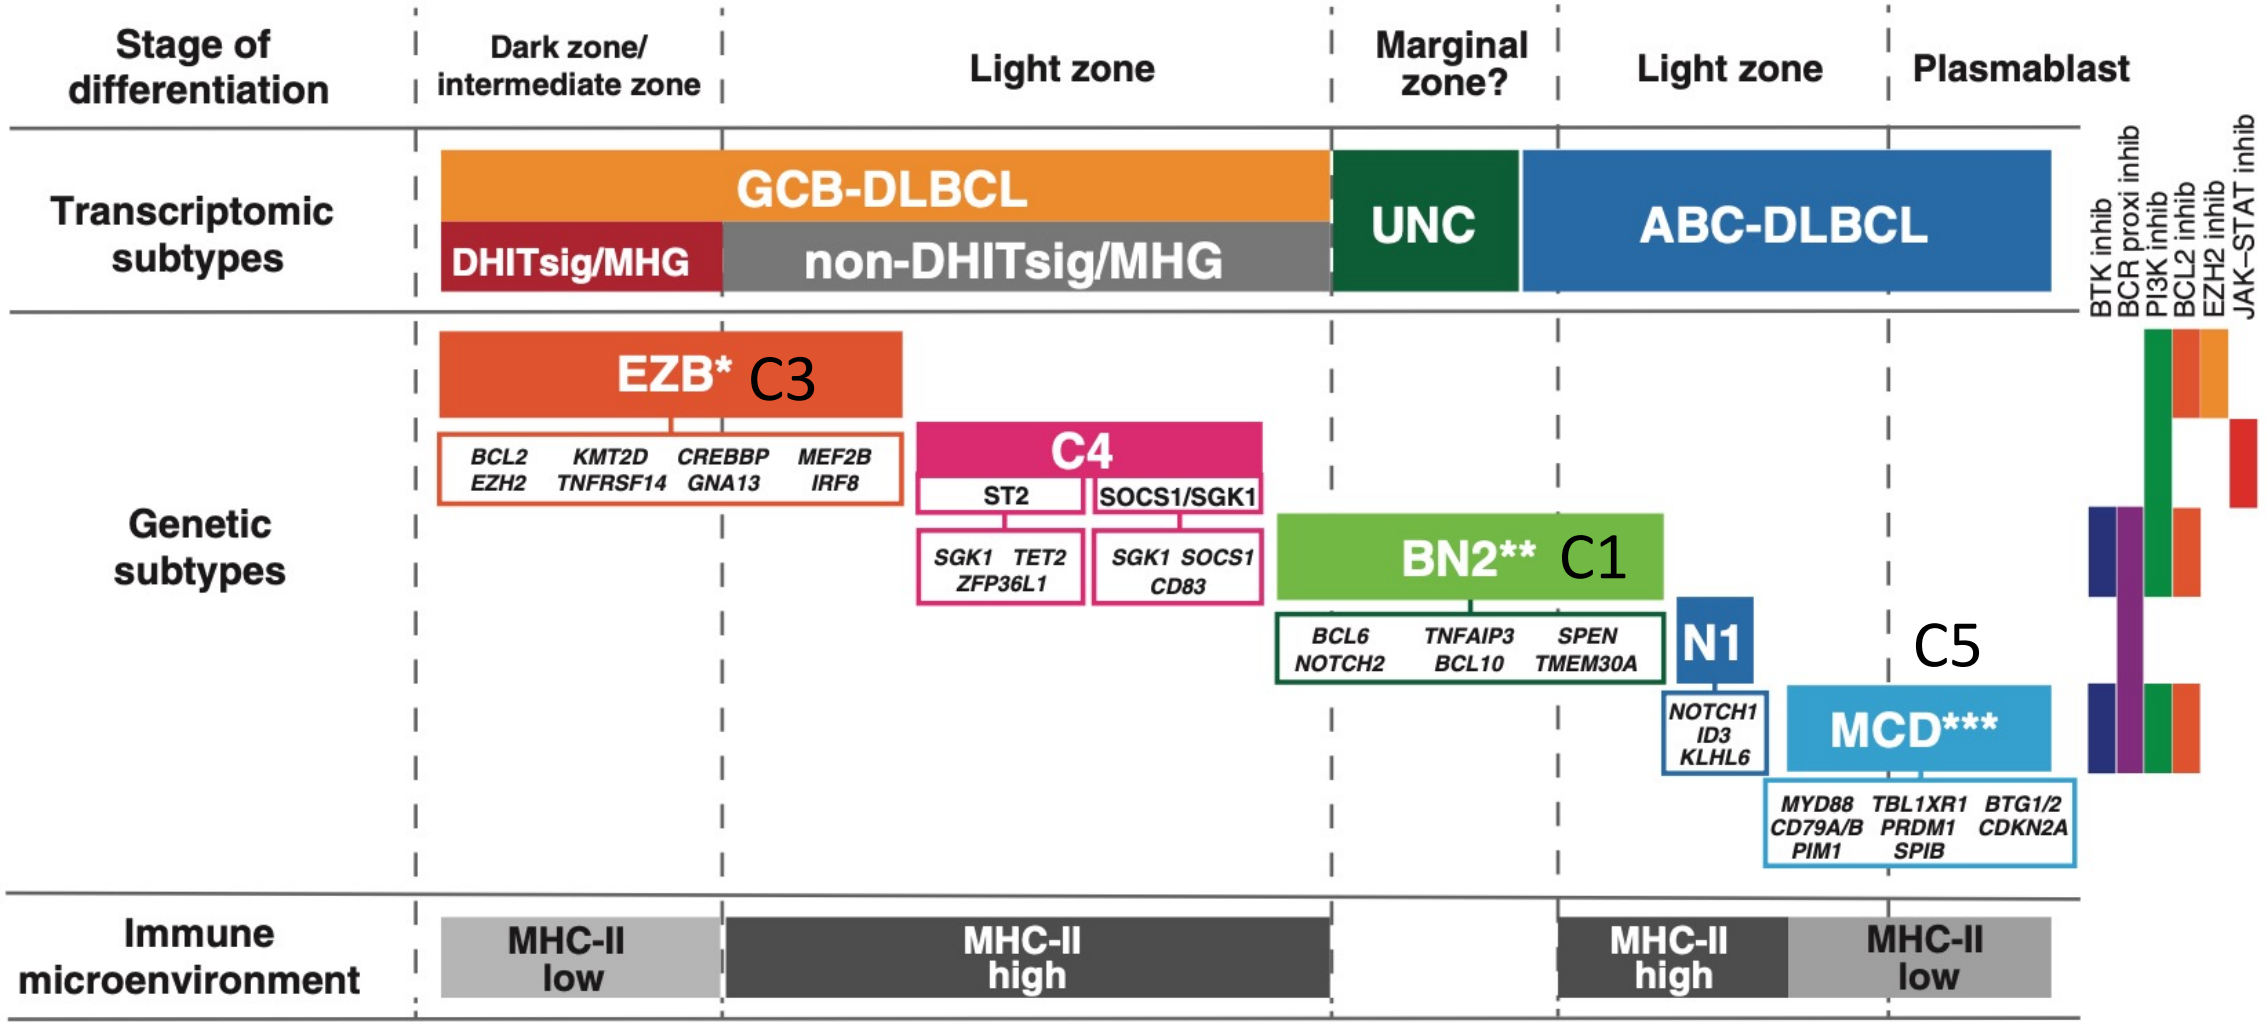 Stage of
differentiation
Dark zone/
intermediate zone
Light zone
Marginal
zone?
Light zone
Plasmablast
Transcriptomic
subtypes
GCB-DLBCL
DHITsig/MHG
non-DHITsig/MHG
UNC
ABC-DLBCL
BTK inhib
BCR proxi inhib
PI3K inhib
BCL2 inhib
EZH2 inhib
JAK–STAT inhib
Genetic
subtypes
EZB* C3
BCL2 KMT2D CREBBP MEF2B
EZH2 TNFRSF14 GNA13 IRF8
C4
ST2
SOCS1/SGK1
SGK1 TET2
ZFP36L1
SGK1 SOCS1
CD83
BN2** C1
BCL6 TNFAIP3 SPEN
NOTCH2 BCL10 TMEM30A
N1
NOTCH1
ID3
KLHL6
C5
MCD***
MYD88 TBL1XR1 BTG1/2
CD79A/B PRDM1 CDKN2A
PIM1 SPIB
Immune
microenvironment
MHC-II
low
MHC-II
high
MHC-II
high
MHC-II
low